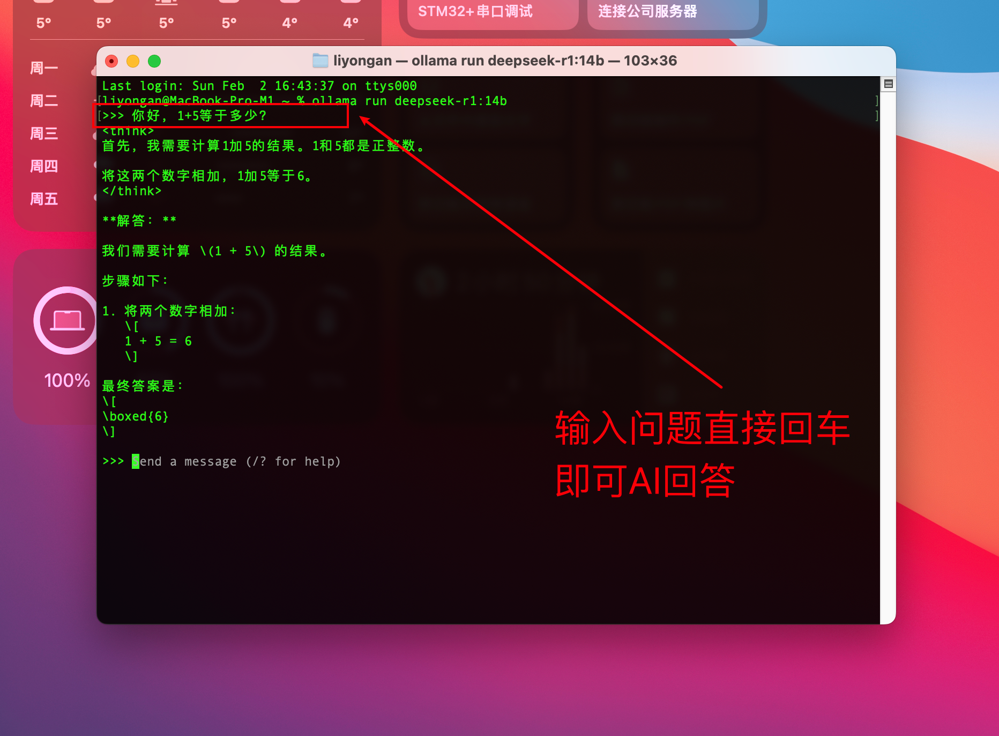 5° 5° 5° 5° 4° 4°
STM32+串口调试
连接公司服务器
周一
周二
周三
周四
周五
100%
liyongan — ollama run deepseek-r1:14b — 103×36
Last login: Sun Feb  2 16:43:37 on ttys000
[liyongan@MacBook-Pro-M1 ~ % ollama run deepseek-r1:14b ]
[>>> 你好，1+5等于多少？ ]
<think>
首先，我需要计算1加5的结果。1和5都是正整数。
将这两个数字相加，1加5等于6。
</think>
**解答：**
我们需要计算 \(1 + 5\) 的结果。
步骤如下：
1. 将两个数字相加：
\[
1 + 5 = 6
\]
最终答案是：
\[
\boxed{6}
\]
>>> Send a message (/? for help)
输入问题直接回车
即可AI回答